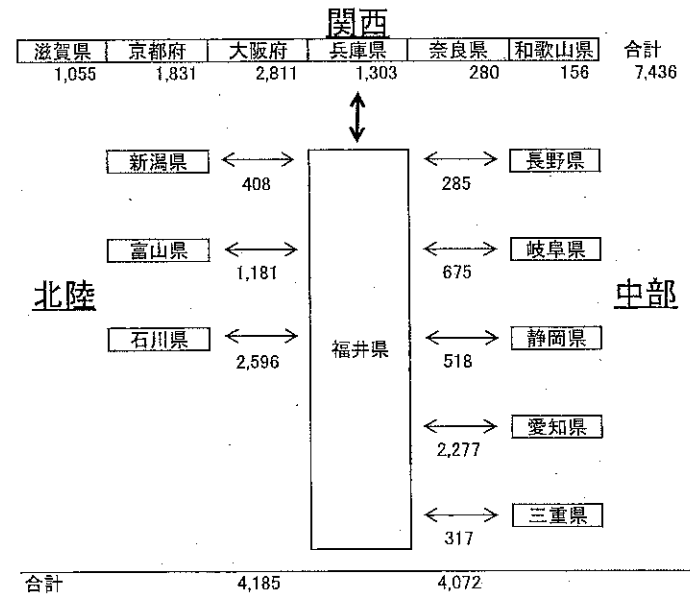 関西
滋賀県 京都府 大阪府 兵庫県 奈良県 和歌山県 合計
1,055 1,831 2,811 1,303 280 156 7,436
新潟県 408 285 長野県
富山県 1,181 675 岐阜県
北陸 中部
石川県 2,596 福井県 518 静岡県
2,277 愛知県
317 三重県
合計 4,185 4,072